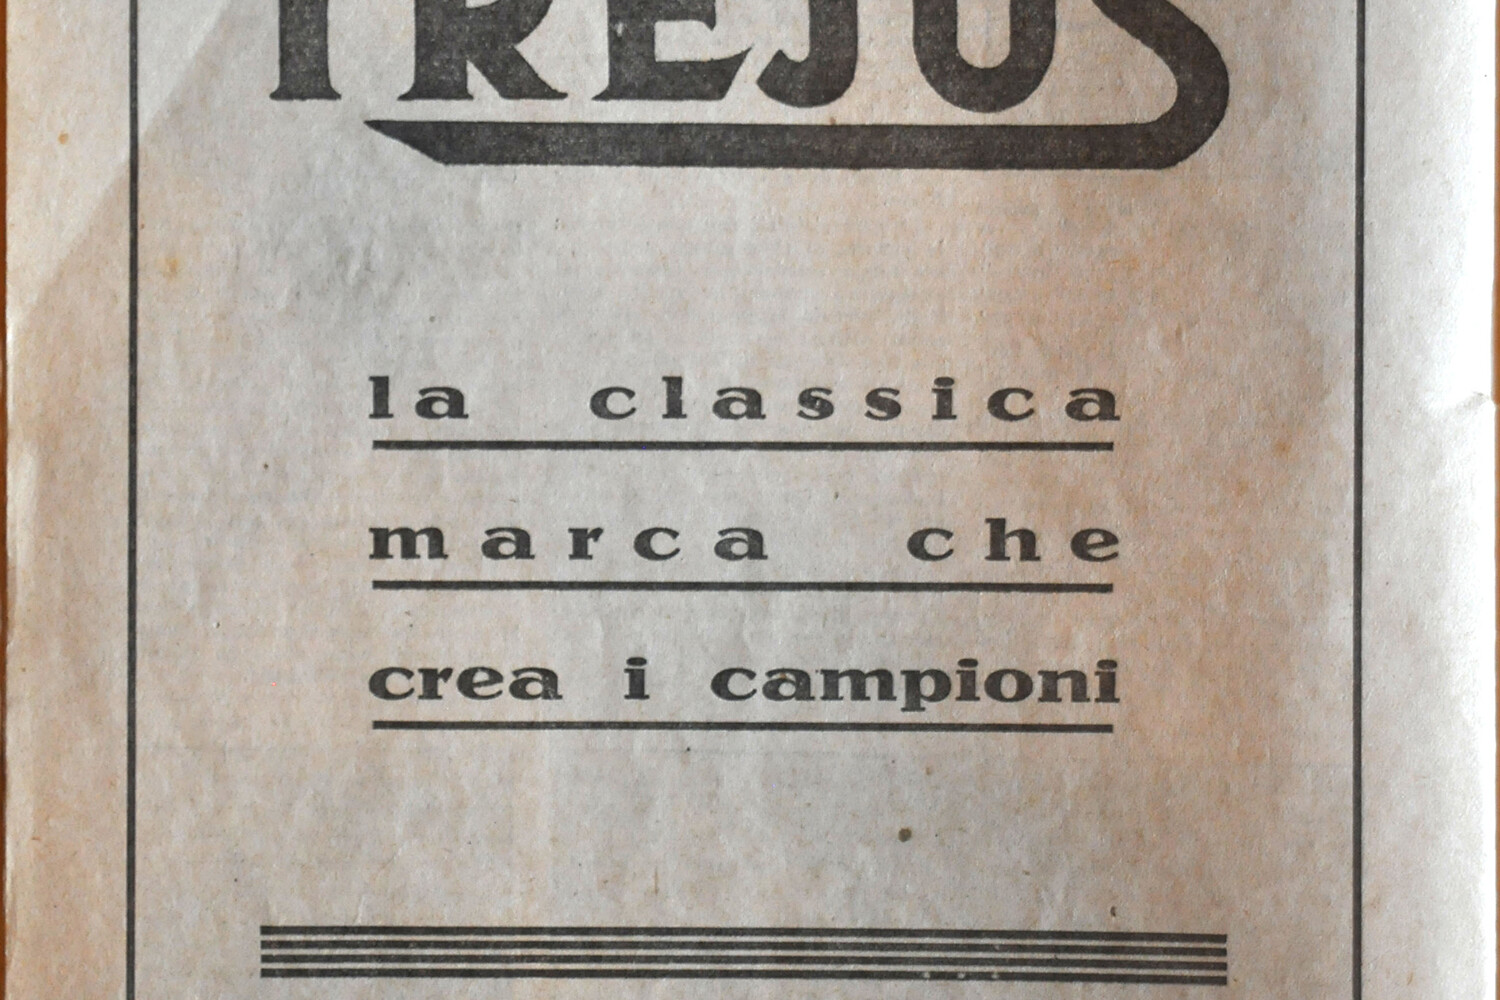 FREJUS
la classica
marca che
crea i campioni